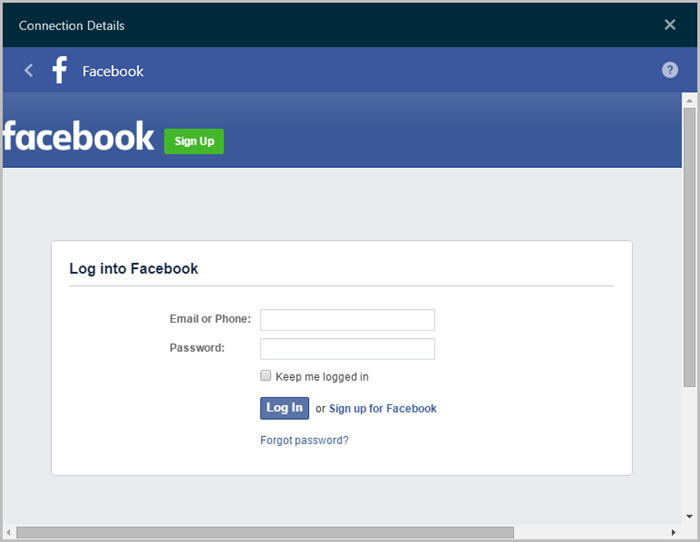 Connection Details
Facebook
facebook Sign Up
Log into Facebook
Email or Phone:
Password:
Keep me logged in
Log In or Sign up for Facebook
Forgot password?